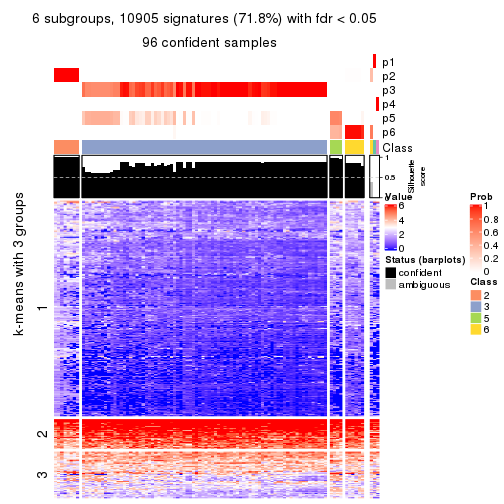 6 subgroups, 10905 signatures (71.8%) with fdr < 0.05
96 confident samples
p1
p2
p3
p4
p5
p6
Class
1
0.5
0
Silhouette
score
k-means with 3 groups
1
2
3
Value
6
4
2
0
Status (barplots)
confident
ambiguous
Prob
1
0.8
0.6
0.4
0.2
0
Class
2
3
5
6